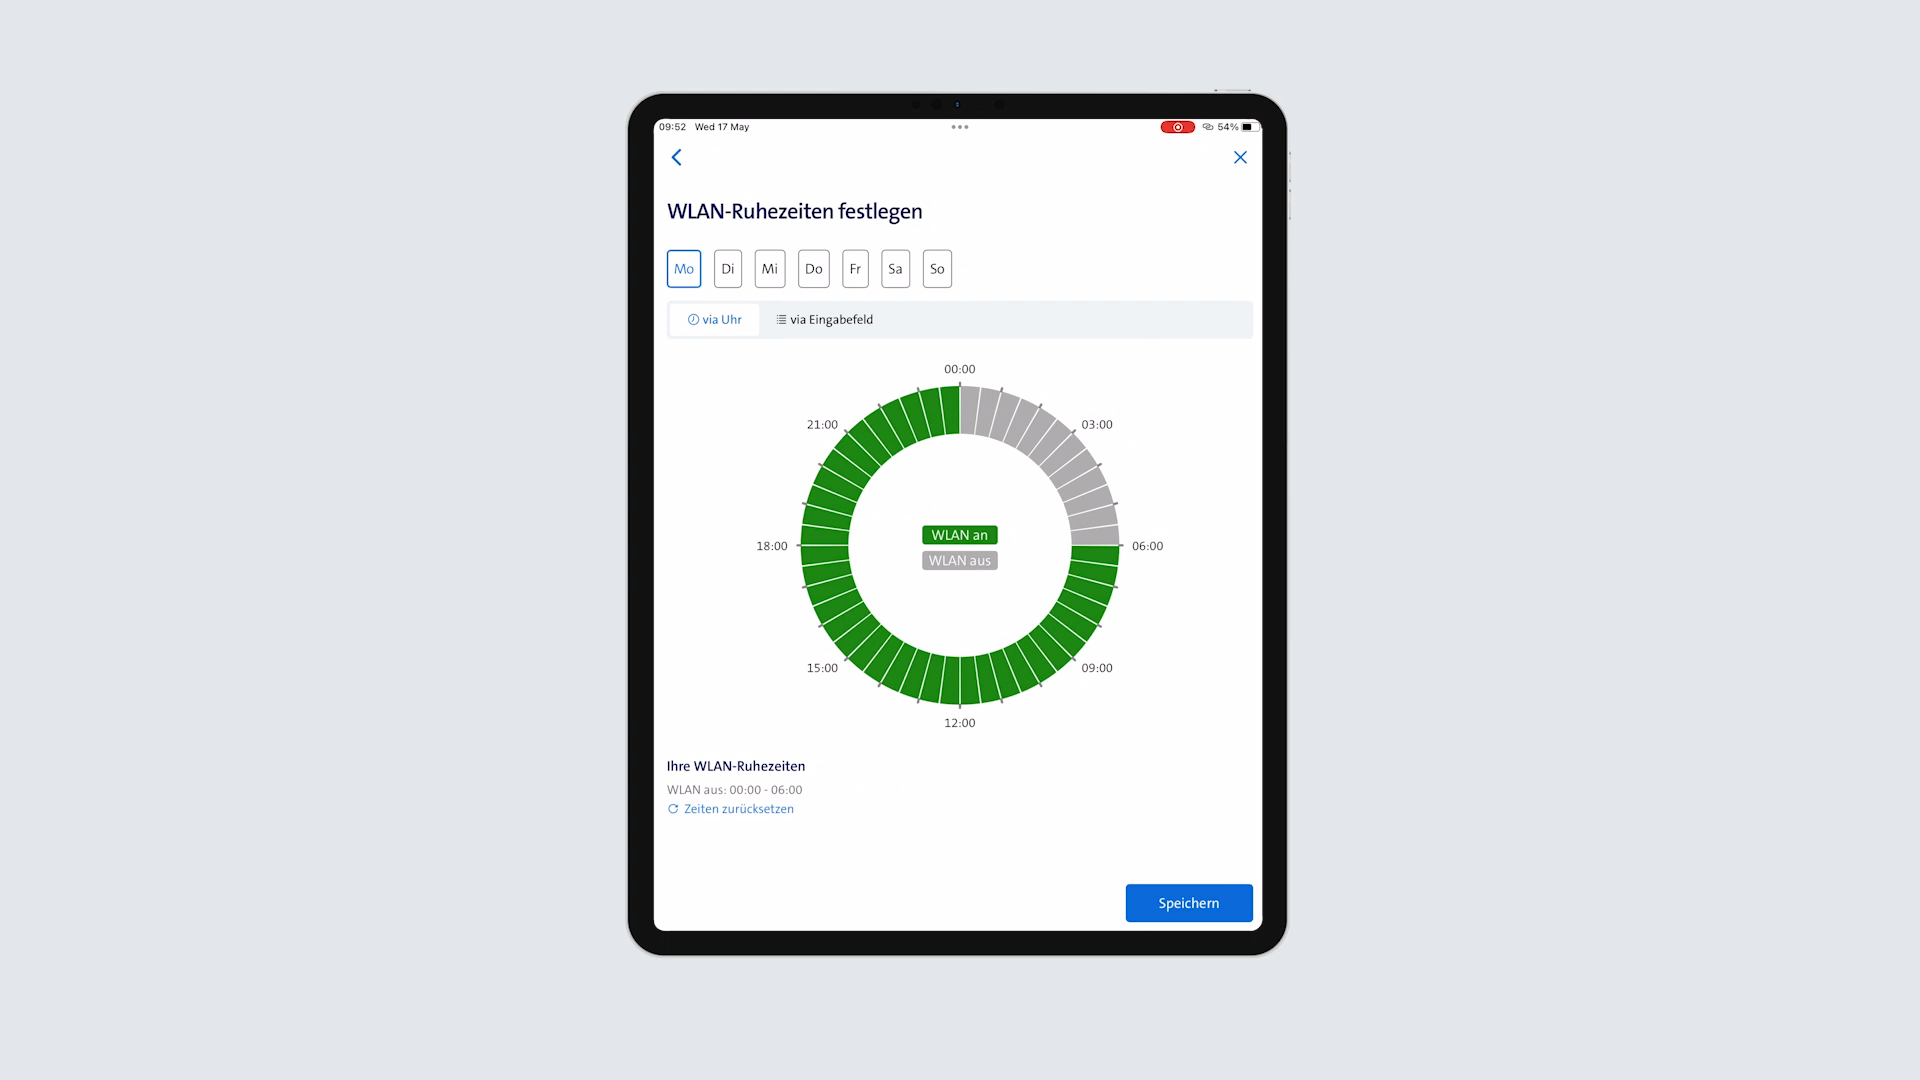 09:52 Wed 17 May
54%
WLAN-Ruhezeiten festlegen
Mo Di Mi Do Fr Sa So
via Uhr via Eingabefeld
00:00
21:00 03:00
WLAN an
18:00 06:00
WLAN aus
15:00 09:00
12:00
Ihre WLAN-Ruhezeiten
WLAN aus: 00:00 - 06:00
Zeiten zurücksetzen
Speichern